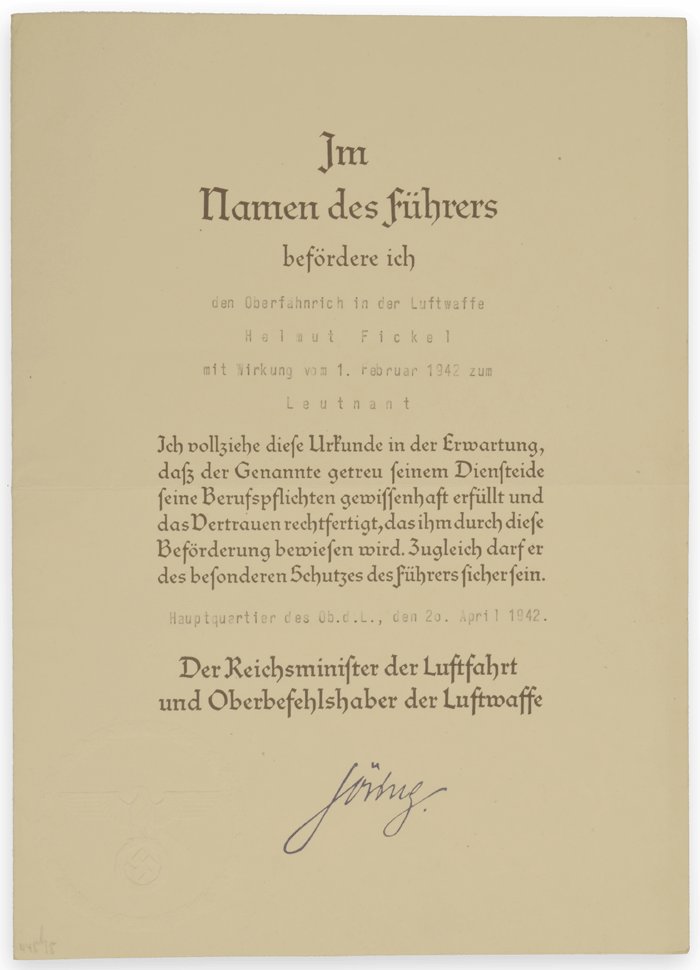 Im
Namen des Führers
befördere ich
den Oberfähnrich in der Luftwaffe
Helmut Fickel
mit Wirkung vom 1. Februar 1942 zum
Leutnant
Ich vollziehe diese Urkunde in der Erwartung,
daß der Genannte getreu seinem Diensteide
seine Berufspflichten gewissenhaft erfüllt und
das Vertrauen rechtfertigt, das ihm durch diese
Beförderung bewiesen wird. Zugleich darf er
des besonderen Schutzes des Führers sicher sein.
Hauptquartier des Ob.d.L., den 20. April 1942.
Der Reichsminister der Luftfahrt
und Oberbefehlshaber der Luftwaffe
Göring.